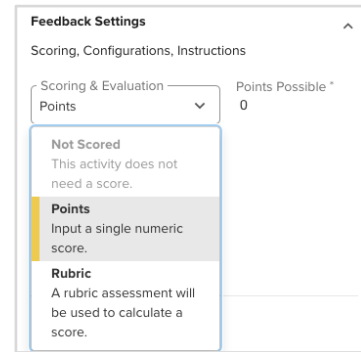 Feedback Settings
Scoring, Configurations, Instructions
Scoring & Evaluation
Points Possible *
Points
0
Not Scored
This activity does not
need a score.
Points
Input a single numeric
score.
Rubric
A rubric assessment will
be used to calculate a
score.